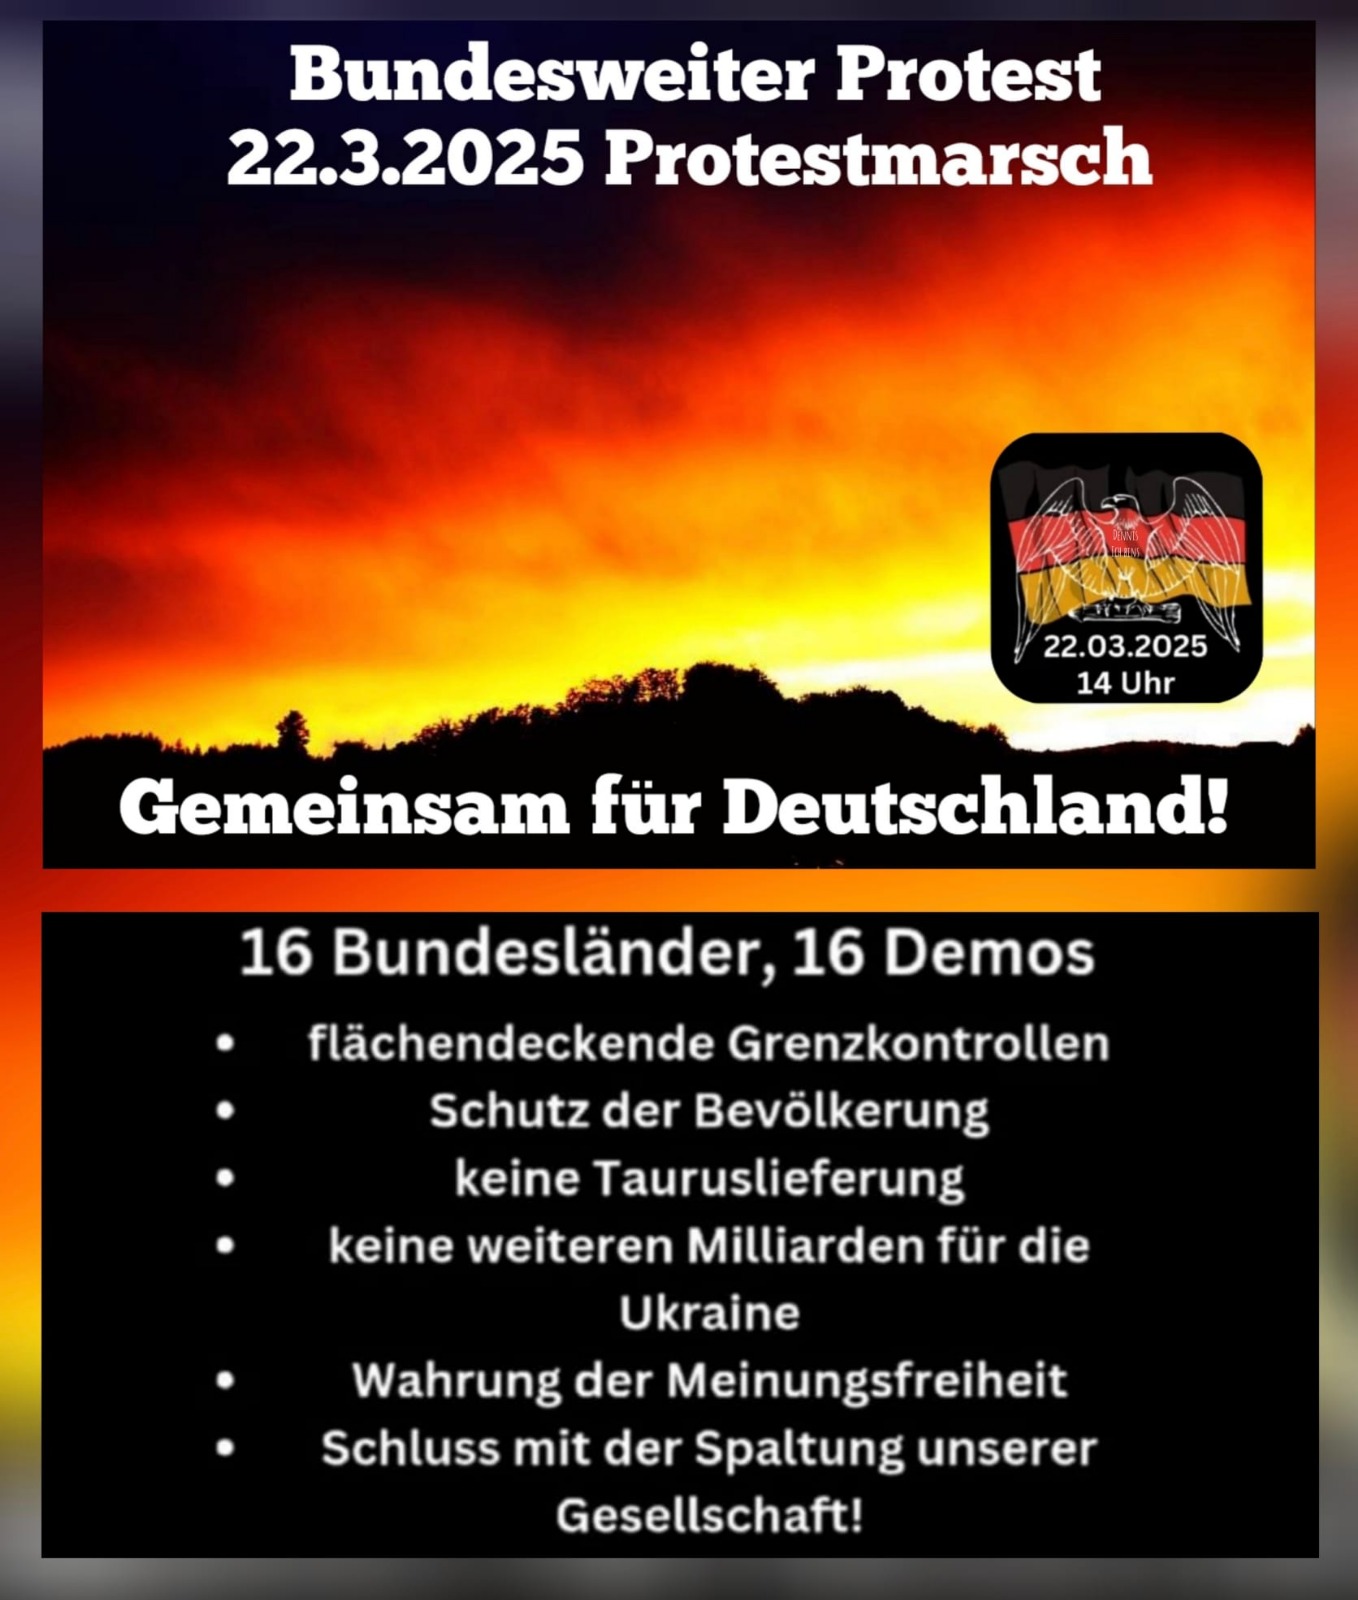 Bundesweiter Protest
22.3.2025 Protestmarsch
DENNIS
22.03.2025
14 Uhr
Gemeinsam für Deutschland!
16 Bundesländer, 16 Demos
• flächendeckende Grenzkontrollen
• Schutz der Bevölkerung
• keine Tauruslieferung
• keine weiteren Milliarden für die
Ukraine
• Wahrung der Meinungsfreiheit
• Schluss mit der Spaltung unserer
Gesellschaft!